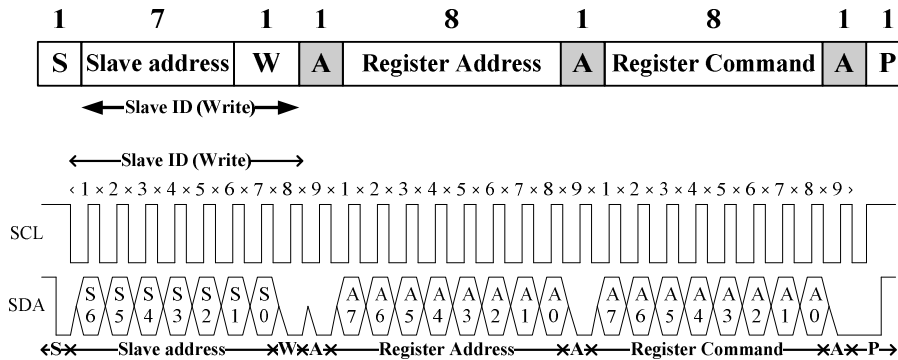 1 7 1 1 8 1 8 1 1
S Slave address W A Register Address A Register Command A P
Slave ID (Write)
Slave ID (Write)
‹ 1 × 2 × 3 × 4 × 5 × 6 × 7 × 8 × 9 × 1 × 2 × 3 × 4 × 5 × 6 × 7 × 8 × 9 × 1 × 2 × 3 × 4 × 5 × 6 × 7 × 8 × 9 ›
SCL
SDA S6 S5 S4 S3 S2 S1 S0 A7 A6 A5 A4 A3 A2 A1 A0 A7 A6 A5 A4 A3 A2 A1 A0
S Slave address W A Register Address A Register Command A P